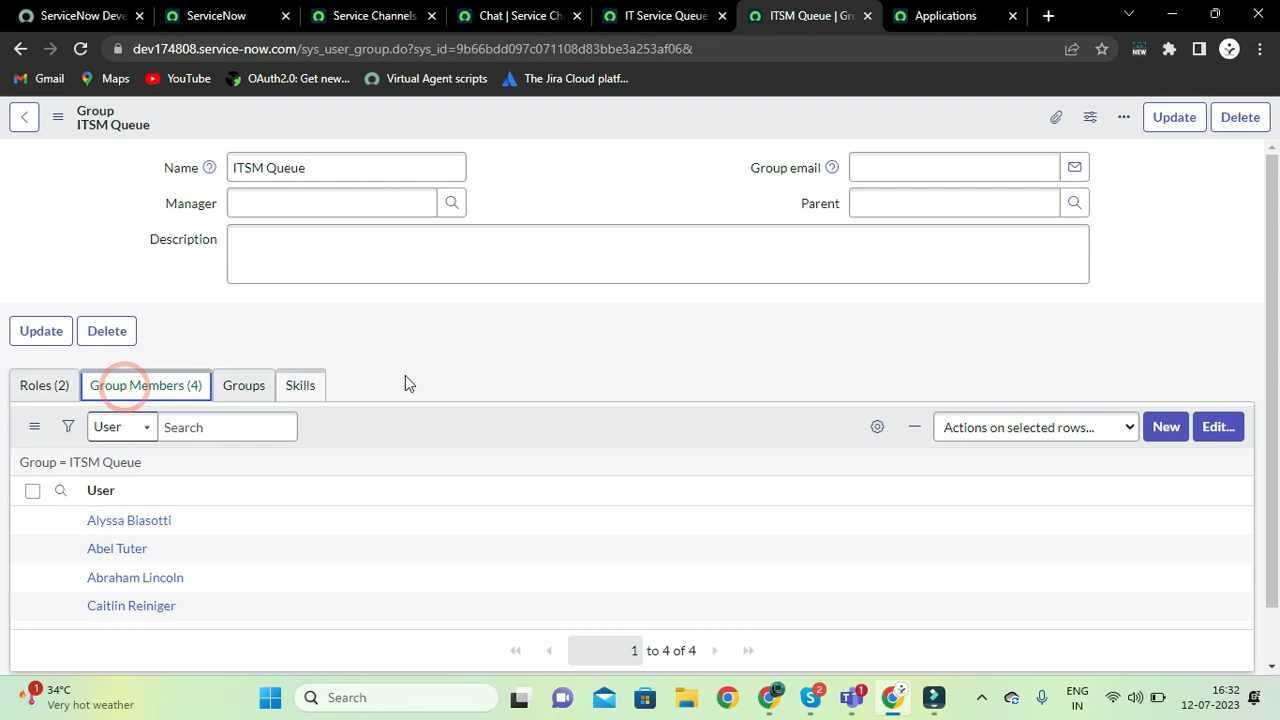 ServiceNow Deve
ServiceNow
Service Channels
Chat | Service Ch
IT Service Queue
ITSM Queue | Gr
Applications
dev174808.service-now.com/sys_user_group.do?sys_id=9b66bdd097c071108d83bbe3a253af06&
NEW
Gmail
Maps
YouTube
OAuth2.0: Get new...
Virtual Agent scripts
The Jira Cloud platf...
Group
ITSM Queue
Update
Delete
Name
ITSM Queue
Group email
Manager
Parent
Description
Update
Delete
Roles (2)
Group Members (4)
Groups
Skills
User
Search
Actions on selected rows...
New
Edit...
Group = ITSM Queue
User
Alyssa Biasotti
Abel Tuter
Abraham Lincoln
Caitlin Reiniger
1 to 4 of 4
1
34°C
Very hot weather
Search
2
1
ENG
IN
16:32
12-07-2023